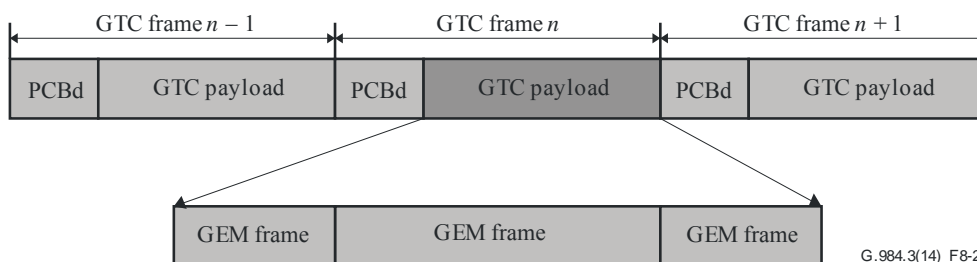 GTC frame n – 1 GTC frame n GTC frame n + 1
PCBd GTC payload PCBd GTC payload PCBd GTC payload
GEM frame GEM frame GEM frame
G.984.3(14)_F8-2